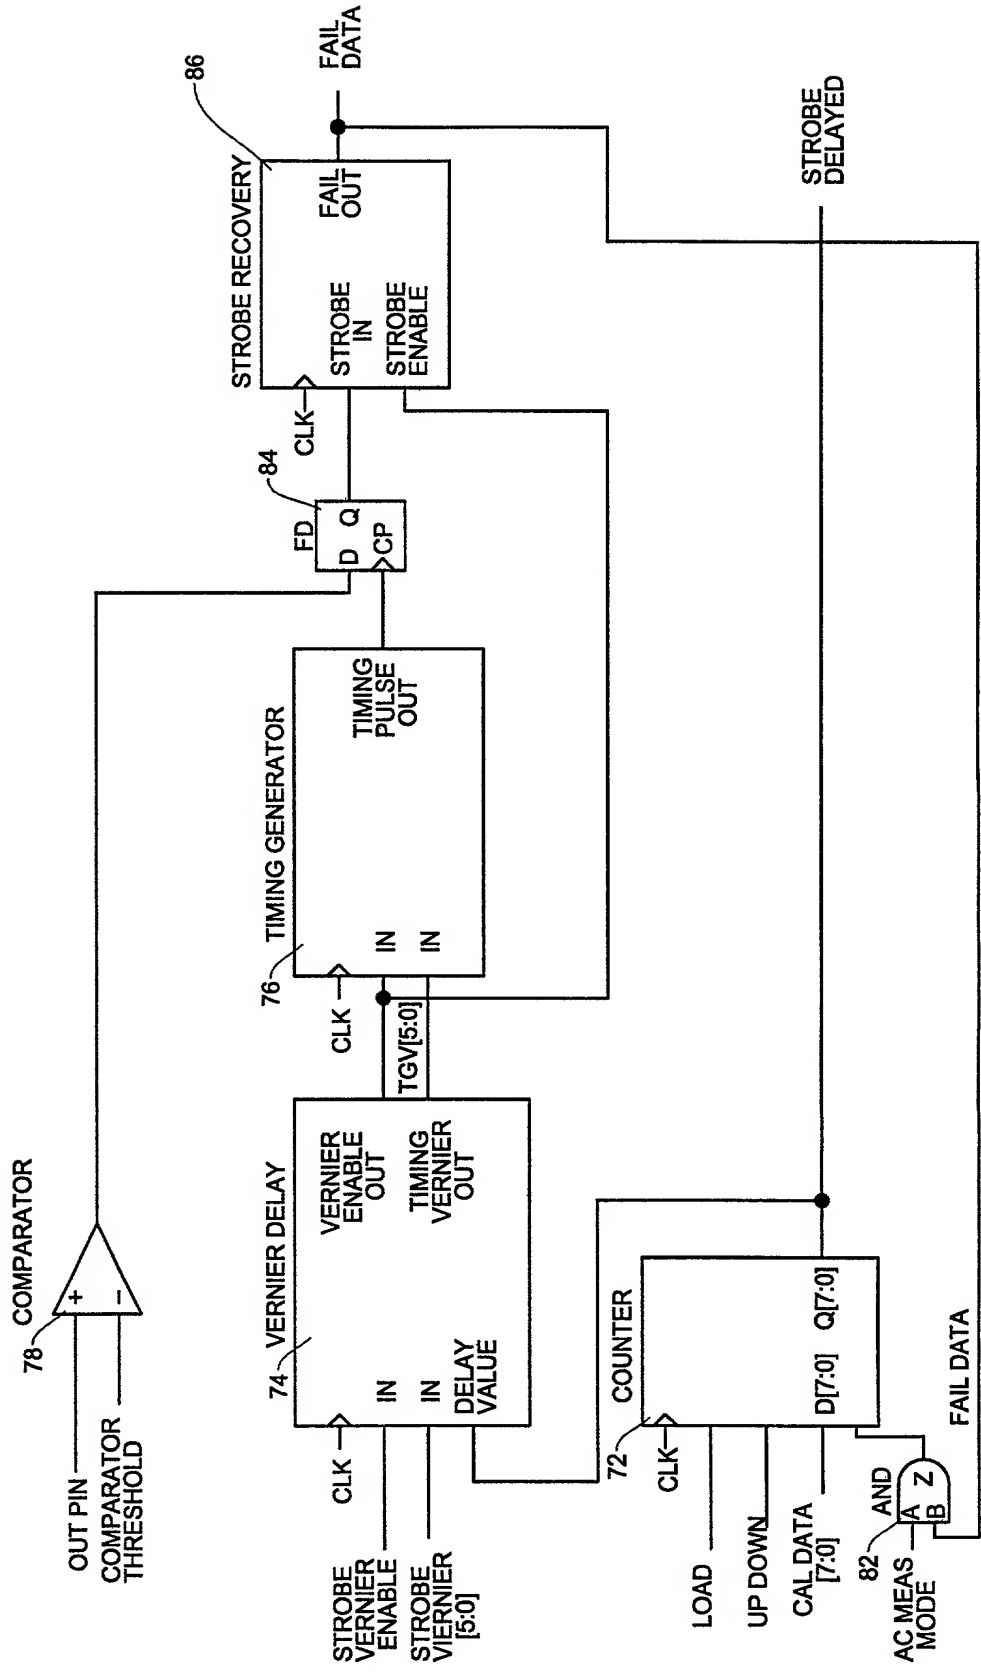 COMPARATOR
78
+
−
OUT PIN
COMPARATOR
THRESHOLD
STROBE RECOVERY
86
CLK
STROBE
IN
STROBE
ENABLE
FAIL
OUT
FAIL
DATA
FD
84
D
Q
CP
TIMING GENERATOR
76
CLK
IN
IN
TIMING
PULSE
OUT
TGV[5:0]
VERNIER DELAY
74
CLK
IN
IN
DELAY
VALUE
VERNIER
ENABLE
OUT
TIMING
VERNIER
OUT
STROBE
VERNIER
ENABLE
STROBE
VIERNIER
[5:0]
COUNTER
72
CLK
D[7:0]
Q[7:0]
LOAD
UP DOWN
CAL DATA
[7:0]
STROBE
DELAYED
AND
82
A
B
Z
AC MEAS
MODE
FAIL DATA